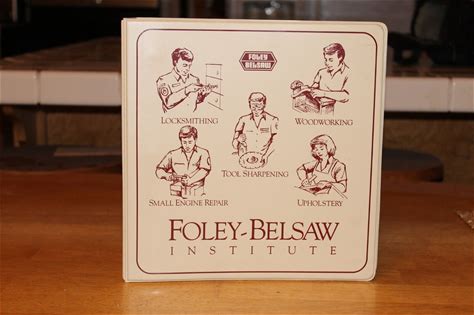 FOLEY
BELSAW
LOCKSMITHING
WOODWORKING
TOOL SHARPENING
SMALL ENGINE REPAIR
UPHOLSTERY
FOLEY-BELSAW
INSTITUTE